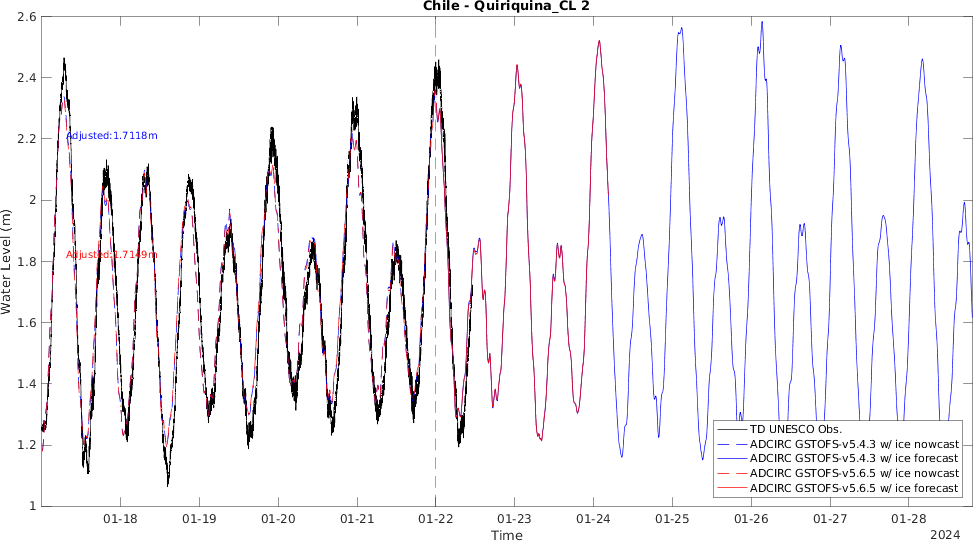 Chile - Quiriquina_CL 2
2.6
2.4
2.2
2
1.8
1.6
1.4
1.2
1
Water Level (m)
Adjusted:1.7118m
Adjusted:1.7149m
TD UNESCO Obs.
ADCIRC GSTOFS-v5.4.3 w/ ice nowcast
ADCIRC GSTOFS-v5.4.3 w/ ice forecast
ADCIRC GSTOFS-v5.6.5 w/ ice nowcast
ADCIRC GSTOFS-v5.6.5 w/ ice forecast
01-18 01-19 01-20 01-21 01-22 01-23 01-24 01-25 01-26 01-27 01-28
Time
2024